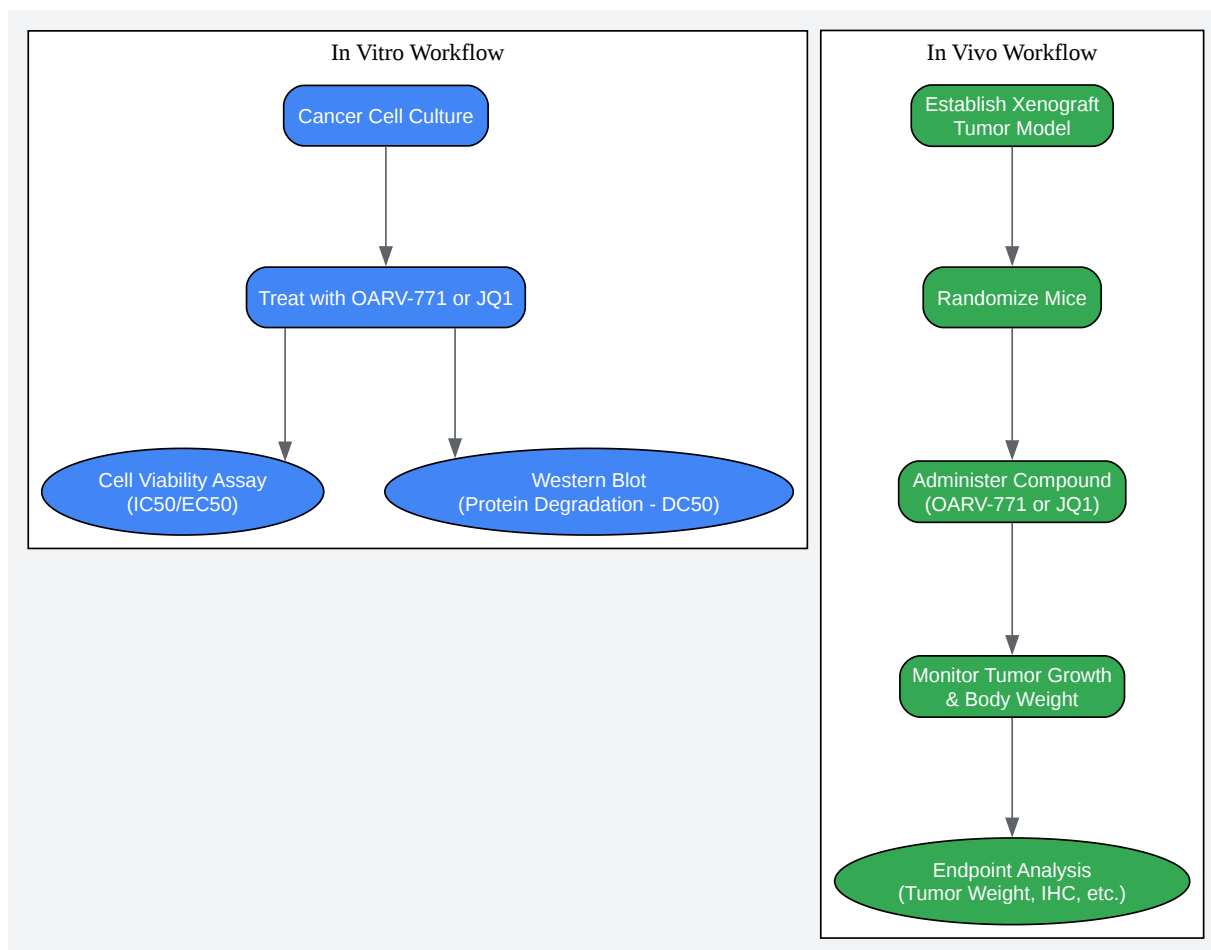 In Vitro Workflow
Cancer Cell Culture
Treat with OARV-771 or JQ1
Cell Viability Assay
(IC50/EC50)
Western Blot
(Protein Degradation - DC50)
In Vivo Workflow
Establish Xenograft
Tumor Model
Randomize Mice
Administer Compound
(OARV-771 or JQ1)
Monitor Tumor Growth
& Body Weight
Endpoint Analysis
(Tumor Weight, IHC, etc.)